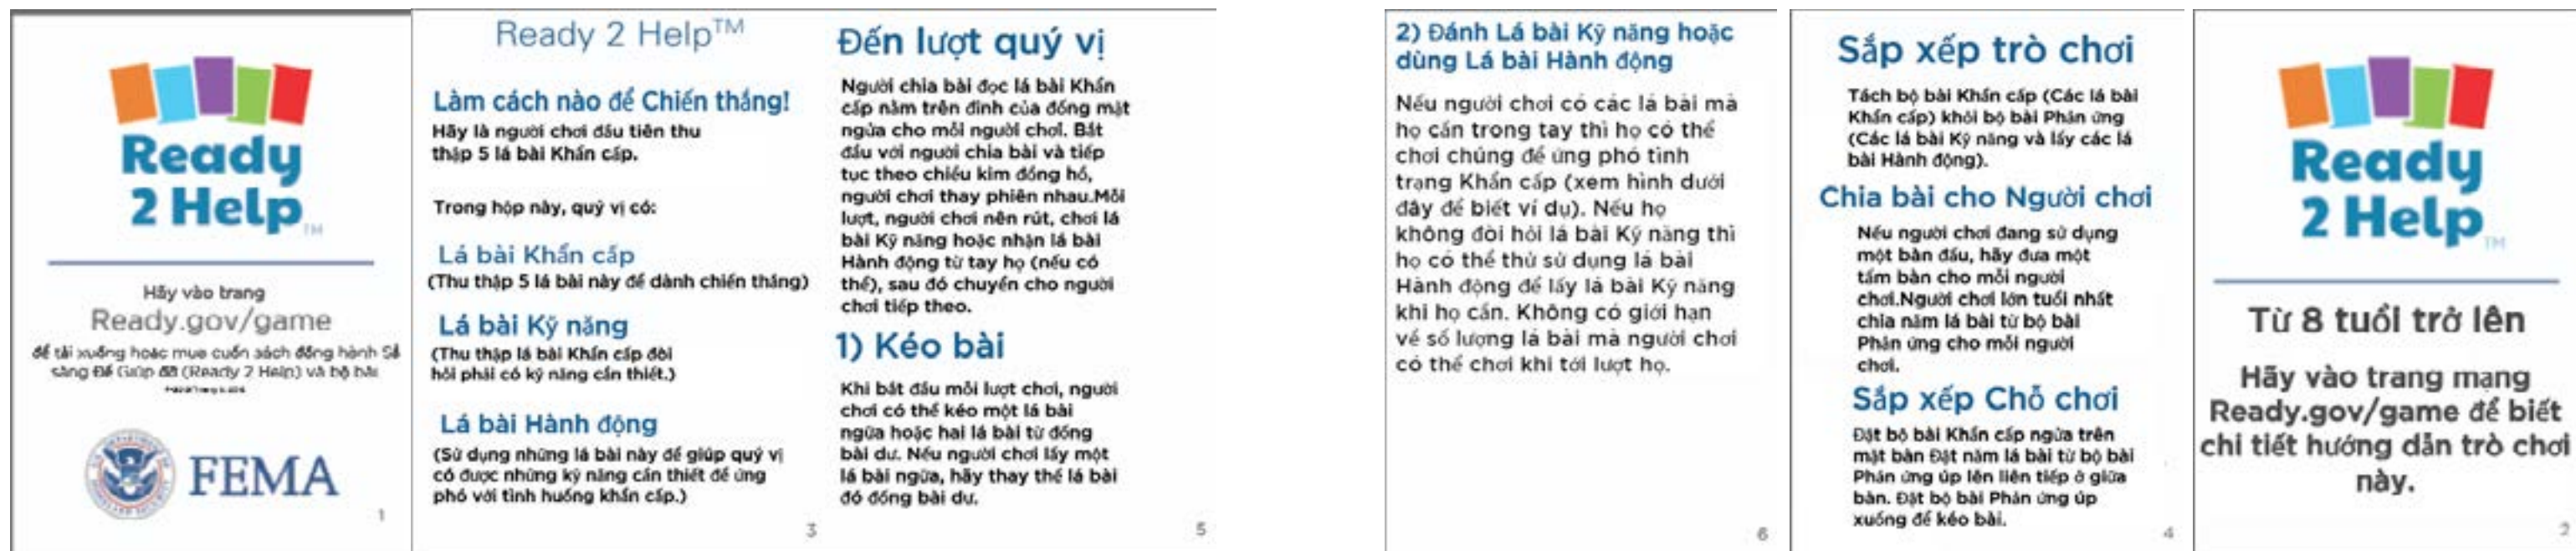 Ready
2 Help
TM
Hãy vào trang
Ready.gov/game
để tải xuống hoặc mua cuốn sách đồng hành Sẵ
sàng Để Giúp đỡ (Ready 2 Help) và bộ bài
FEMA
1
Ready 2 Help™
Làm cách nào để Chiến thắng!
Hãy là người chơi đầu tiên thu
thập 5 lá bài Khẩn cấp.
Trong hộp này, quý vị có:
Lá bài Khẩn cấp
(Thu thập 5 lá bài này để dành chiến thắng)
Lá bài Kỹ năng
(Thu thập lá bài Khẩn cấp đòi
hỏi phải có kỹ năng cần thiết.)
Lá bài Hành động
(Sử dụng những lá bài này để giúp quý vị
có được những kỹ năng cần thiết để ứng
phó với tình huống khẩn cấp.)
3
Đến lượt quý vị
Người chia bài đọc lá bài Khẩn
cấp nằm trên đỉnh của đống mặt
ngửa cho mỗi người chơi. Bắt
đầu với người chia bài và tiếp
tục theo chiều kim đồng hồ,
người chơi thay phiên nhau.Mỗi
lượt, người chơi nên rút, chơi lá
bài Kỹ năng hoặc nhận lá bài
Hành động từ tay họ (nếu có
thể), sau đó chuyển cho người
chơi tiếp theo.
1) Kéo bài
Khi bắt đầu mỗi lượt chơi, người
chơi có thể kéo một lá bài
ngửa hoặc hai lá bài từ đống
bài dư. Nếu người chơi lấy một
lá bài ngửa, hãy thay thế lá bài
đó đống bài dư.
5
2) Đánh Lá bài Kỹ năng hoặc
dùng Lá bài Hành động
Nếu người chơi có các lá bài mà
họ cần trong tay thì họ có thể
chơi chúng để ứng phó tình
trạng Khẩn cấp (xem hình dưới
đây để biết ví dụ). Nếu họ
không đòi hỏi lá bài Kỹ năng thì
họ có thể thử sử dụng lá bài
Hành động để lấy lá bài Kỹ năng
khi họ cần. Không có giới hạn
về số lượng lá bài mà người chơi
có thể chơi khi tới lượt họ.
6
Sắp xếp trò chơi
Tách bộ bài Khẩn cấp (Các lá bài
Khẩn cấp) khỏi bộ bài Phản ứng
(Các lá bài Kỹ năng và lấy các lá
bài Hành động).
Chia bài cho Người chơi
Nếu người chơi đang sử dụng
một bàn đấu, hãy đưa một
tấm bàn cho mỗi người
chơi.Người chơi lớn tuổi nhất
chia năm lá bài từ bộ bài
Phản ứng cho mỗi người
chơi.
Sắp xếp Chỗ chơi
Đặt bộ bài Khẩn cấp ngửa trên
mặt bàn Đặt năm lá bài từ bộ bài
Phản ứng úp lên liên tiếp ở giữa
bàn. Đặt bộ bài Phản ứng úp
xuống để kéo bài.
4
Ready
2 Help
TM
Từ 8 tuổi trở lên
Hãy vào trang mạng
Ready.gov/game để biết
chi tiết hướng dẫn trò chơi
này.
2